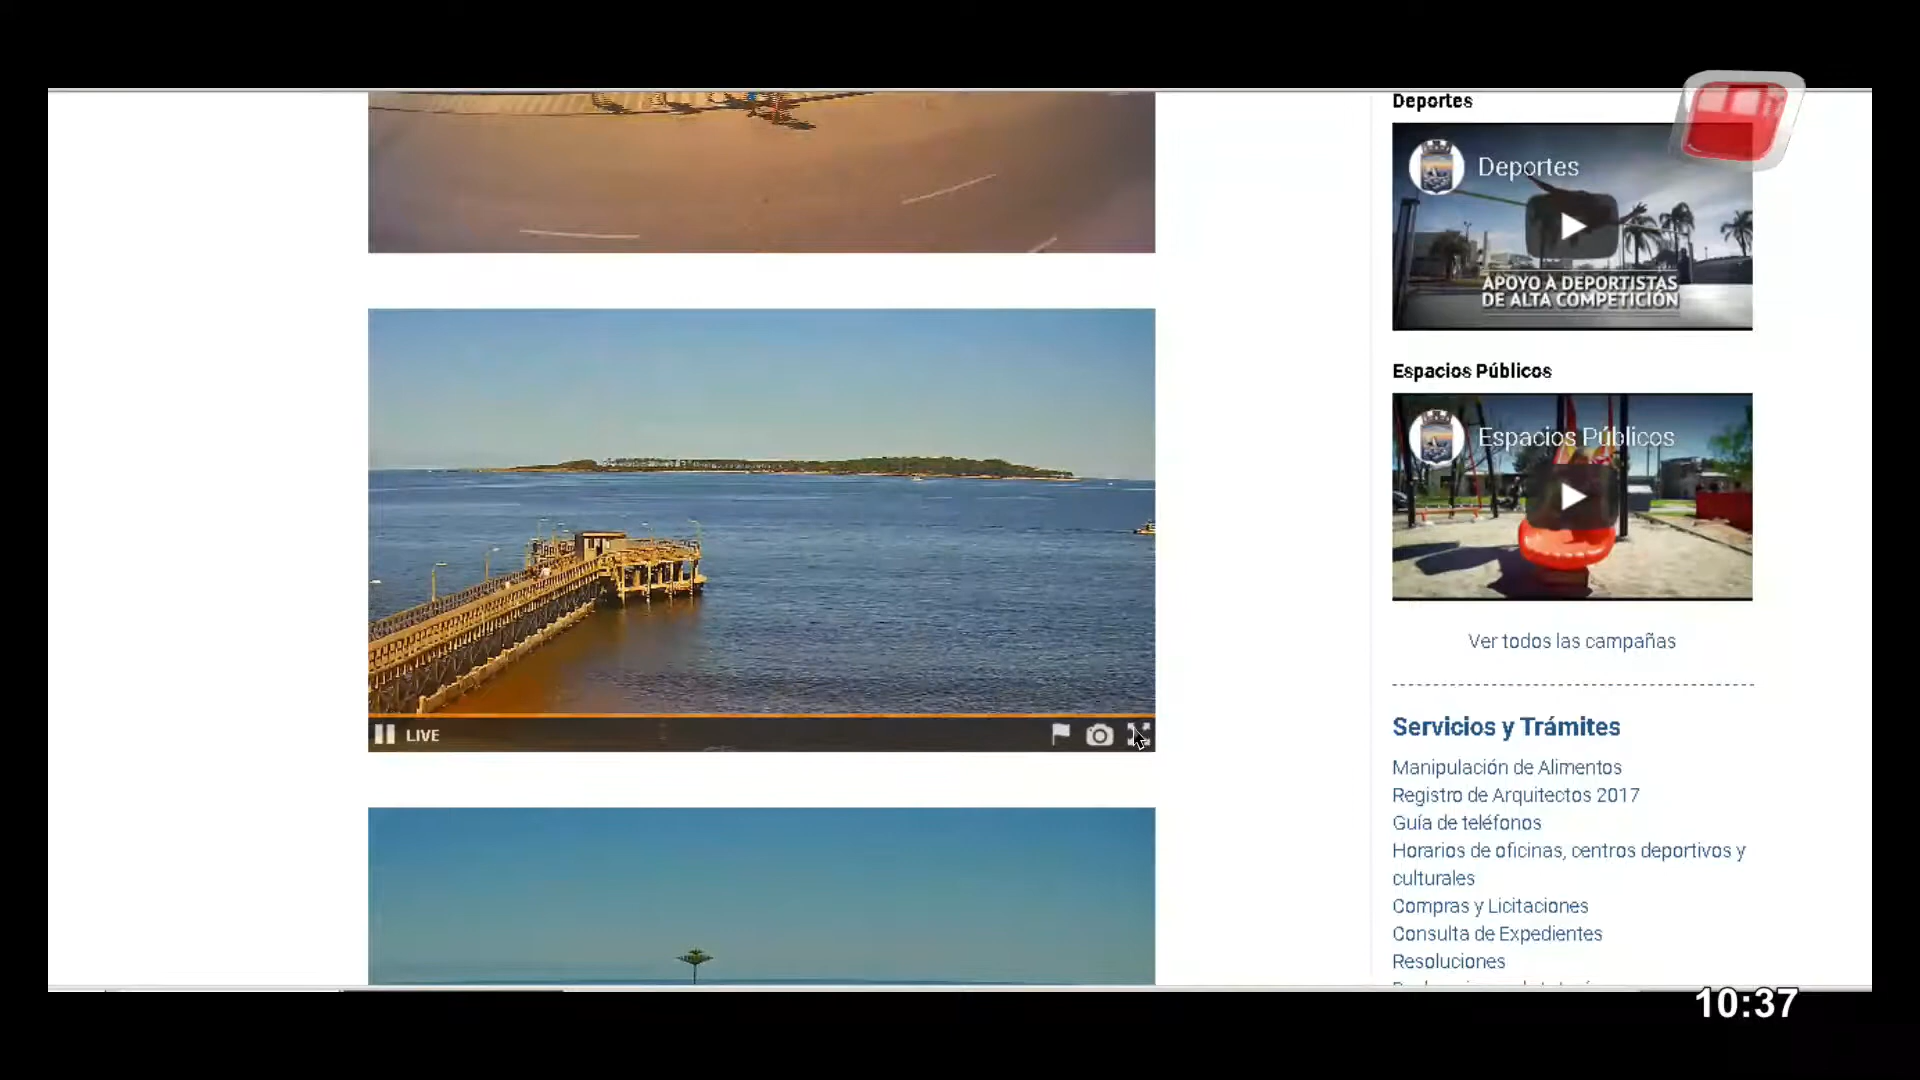 Deportes
Deportes
APOYO A DEPORTISTAS
DE ALTA COMPETICIÓN
Espacios Públicos
Espacios Públicos
Ver todos las campañas
LIVE
Servicios y Trámites
Manipulación de Alimentos
Registro de Arquitectos 2017
Guía de teléfonos
Horarios de oficinas, centros deportivos y
culturales
Compras y Licitaciones
Consulta de Expedientes
Resoluciones
10:37